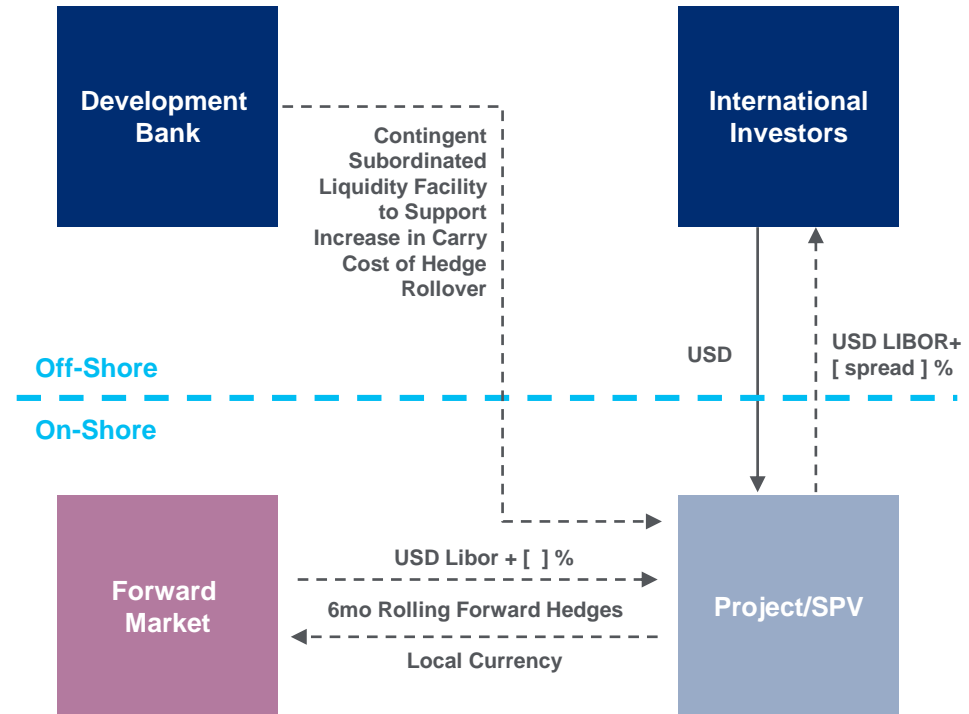 Development
Bank
Contingent
Subordinated
Liquidity Facility
to Support
Increase in Carry
Cost of Hedge
Rollover
International
Investors
USD
USD LIBOR+
[ spread ] %
Off-Shore
On-Shore
Forward
Market
USD Libor + [ ] %
6mo Rolling Forward Hedges
Local Currency
Project/SPV